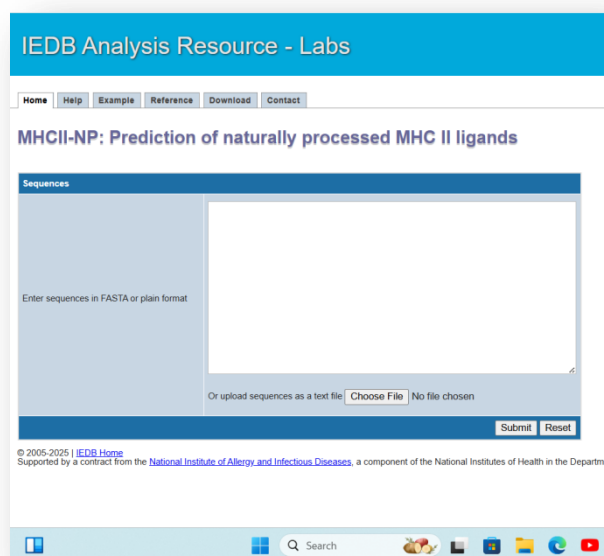 IEDB Analysis Resource - Labs
Home Help Example Reference Download Contact
MHCII-NP: Prediction of naturally processed MHC II ligands
Sequences
Enter sequences in FASTA or plain format
Or upload sequences as a text file Choose File No file chosen
Submit Reset
© 2005-2025 | IEDB Home
Supported by a contract from the National Institute of Allergy and Infectious Diseases, a component of the National Institutes of Health in the Departm
Search